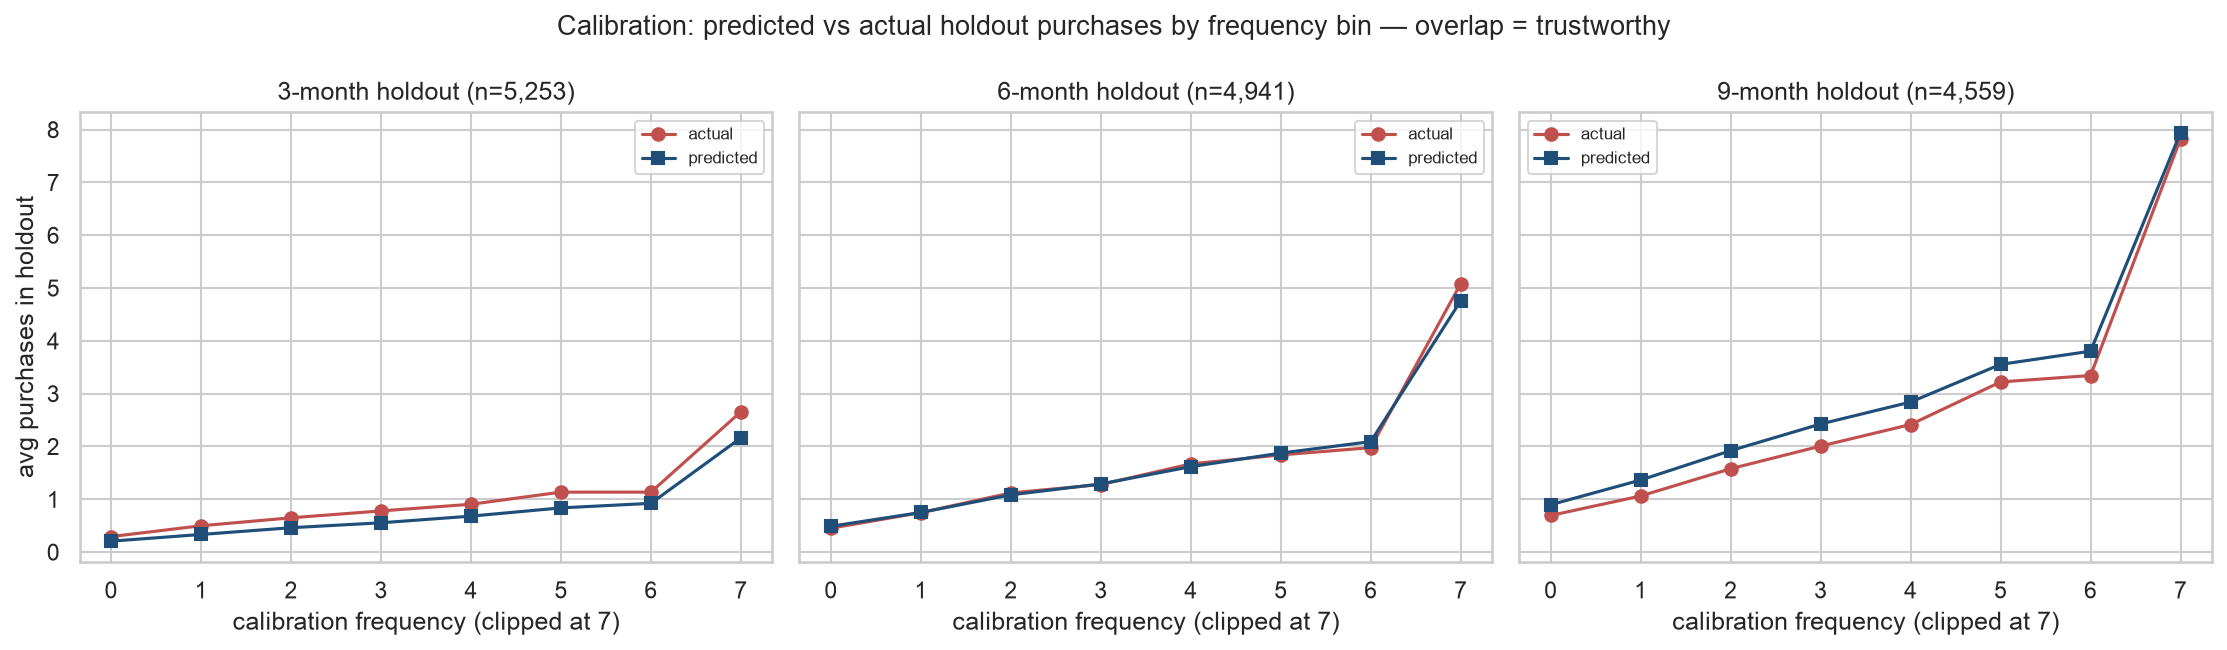 Calibration: predicted vs actual holdout purchases by frequency bin — overlap = trustworthy
3-month holdout (n=5,253)
actual
predicted
8
7
6
5
4
3
2
1
0
avg purchases in holdout
0 1 2 3 4 5 6 7
calibration frequency (clipped at 7)
6-month holdout (n=4,941)
actual
predicted
0 1 2 3 4 5 6 7
calibration frequency (clipped at 7)
9-month holdout (n=4,559)
actual
predicted
0 1 2 3 4 5 6 7
calibration frequency (clipped at 7)